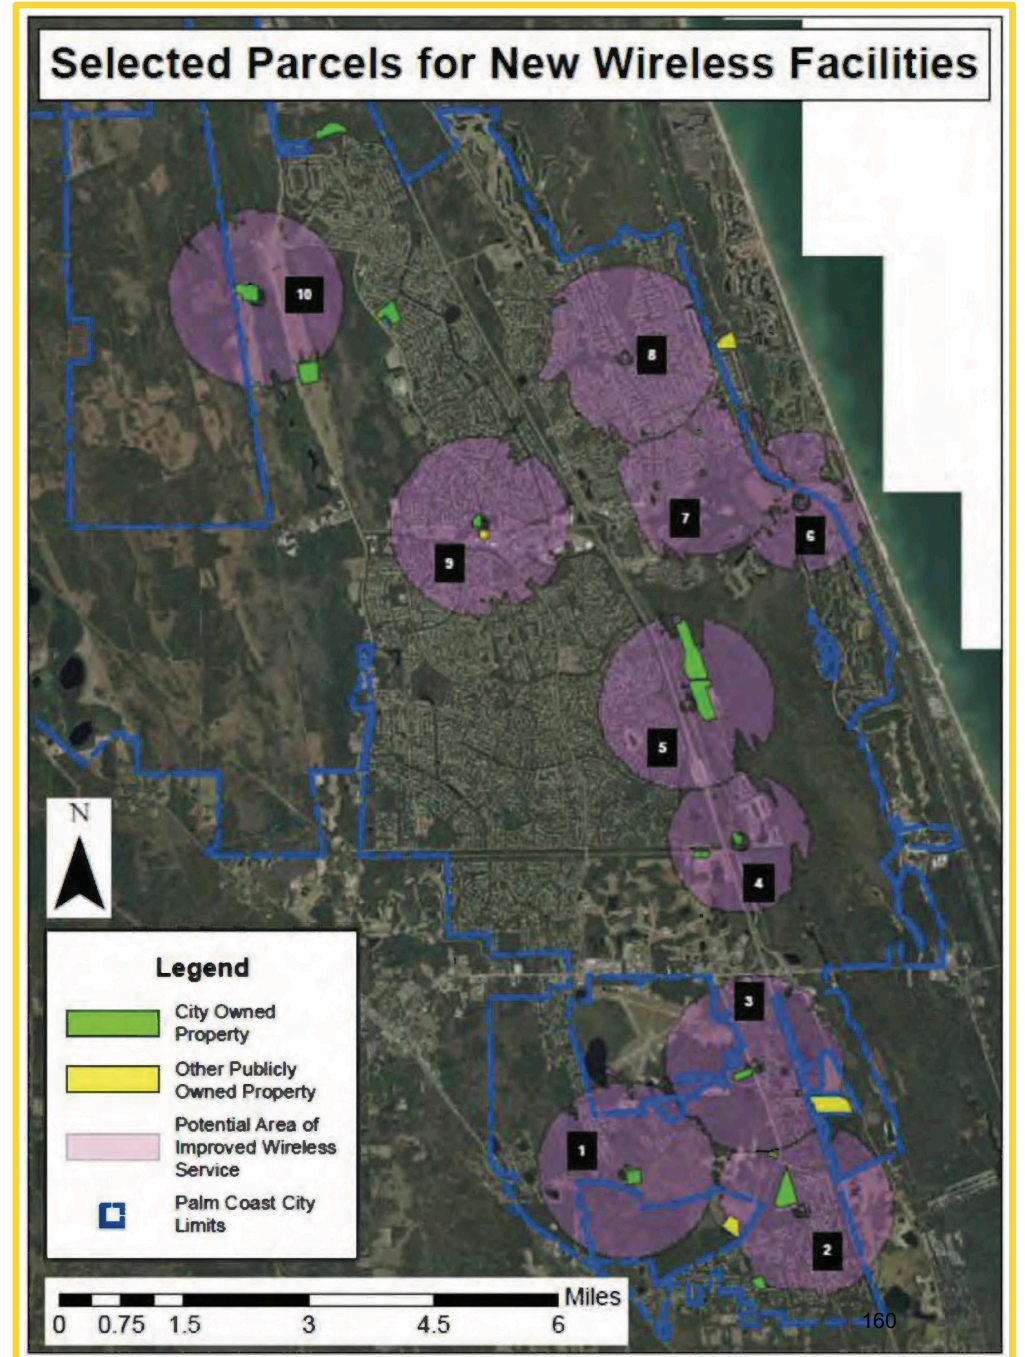 Selected Parcels for New Wireless Facilities
10
8
7
6
9
5
4
3
1
2
N
Legend
City Owned
Property
Other Publicly
Owned Property
Potential Area of
Improved Wireless
Service
Palm Coast City
Limits
Miles
0 0.75 1.5 3 4.5 6
160